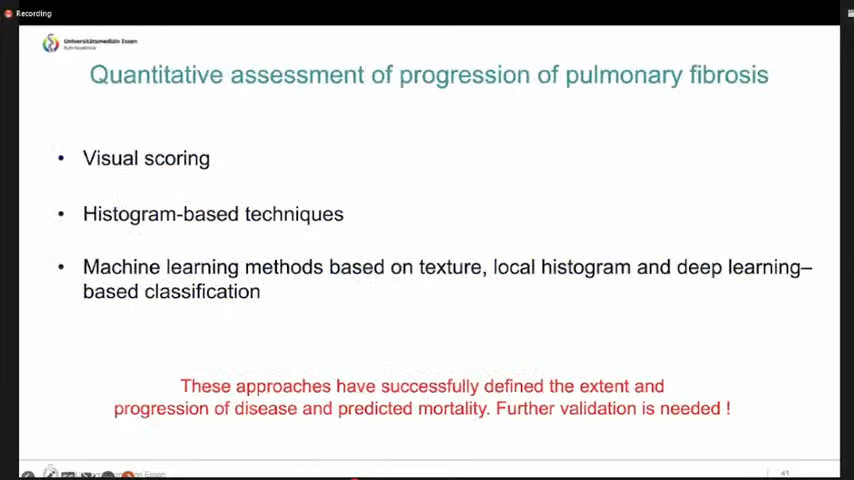 Recording
Universitätsmedizin Essen
Quantitative assessment of progression of pulmonary fibrosis
• Visual scoring
• Histogram-based techniques
• Machine learning methods based on texture, local histogram and deep learning–
based classification
These approaches have successfully defined the extent and
progression of disease and predicted mortality. Further validation is needed !
Essen